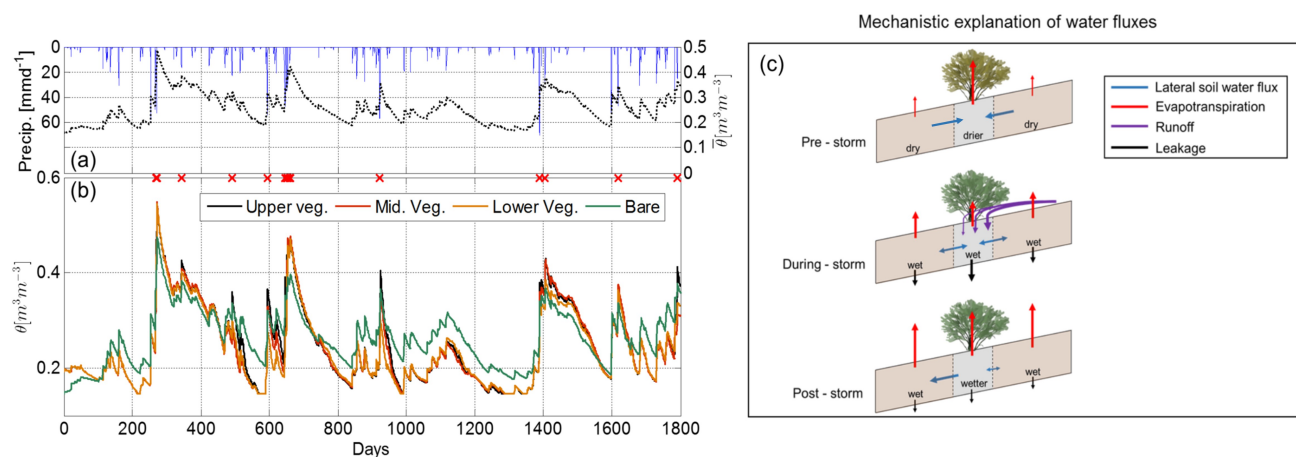 Mechanistic explanation of water fluxes
Precip. [mmd⁻¹]
0
20
40
60
(a)
0.5
0.4
0.3
0.2
0.1
0
θ̄[m³m⁻³]
(b)
0.6
0.4
0.2
θ[m³m⁻³]
Upper veg.
Mid. Veg.
Lower Veg.
Bare
0 200 400 600 800 1000 1200 1400 1600 1800
Days
(c)
Lateral soil water flux
Evapotranspiration
Runoff
Leakage
Pre - storm
dry
drier
dry
During - storm
wet
wet
wet
Post - storm
wet
wetter
wet